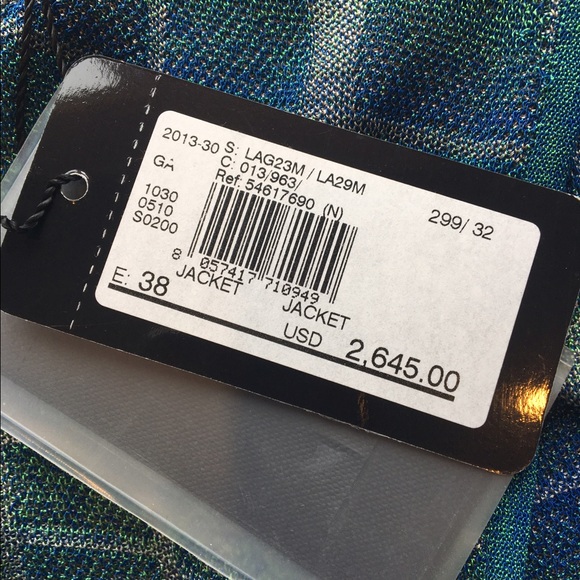 2013-30 S: LAG23M / LA29M
GA C: 013/963/
Ref: 54617690 (N) 299/ 32
1030
0510
S0200
8 057417 710949
JACKET JACKET
E: 38 USD 2,645.00